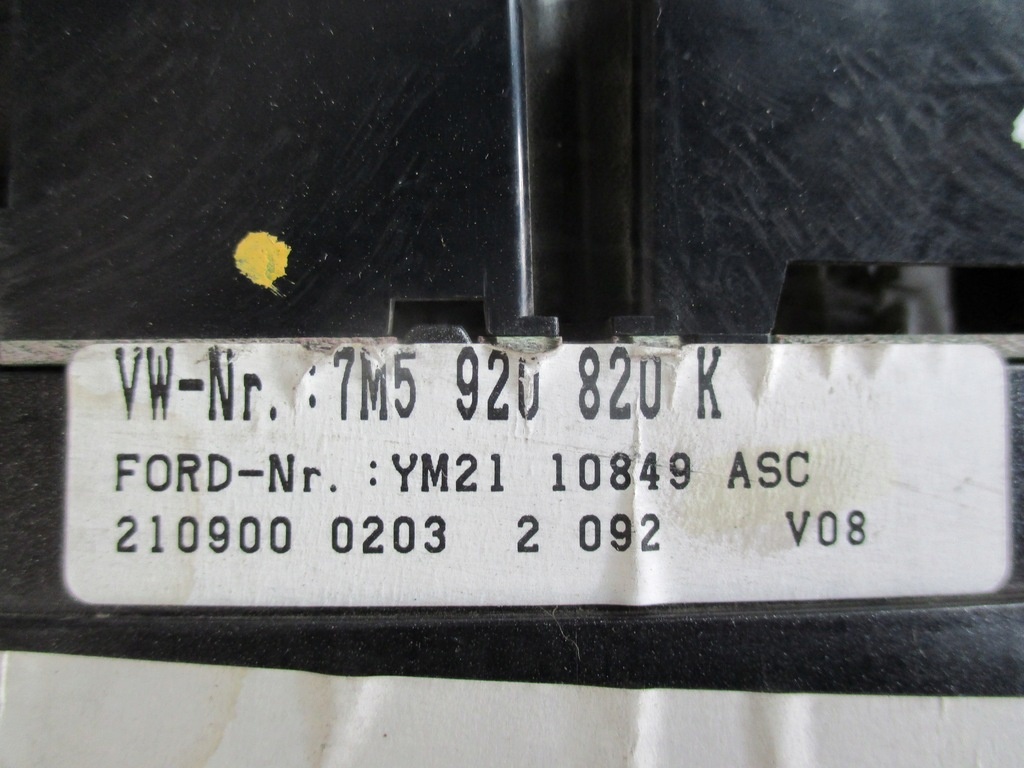 VW-Nr. :7M5 920 820 K
FORD-Nr. :YM21 10849 ASC
210900 0203 2 092 V08